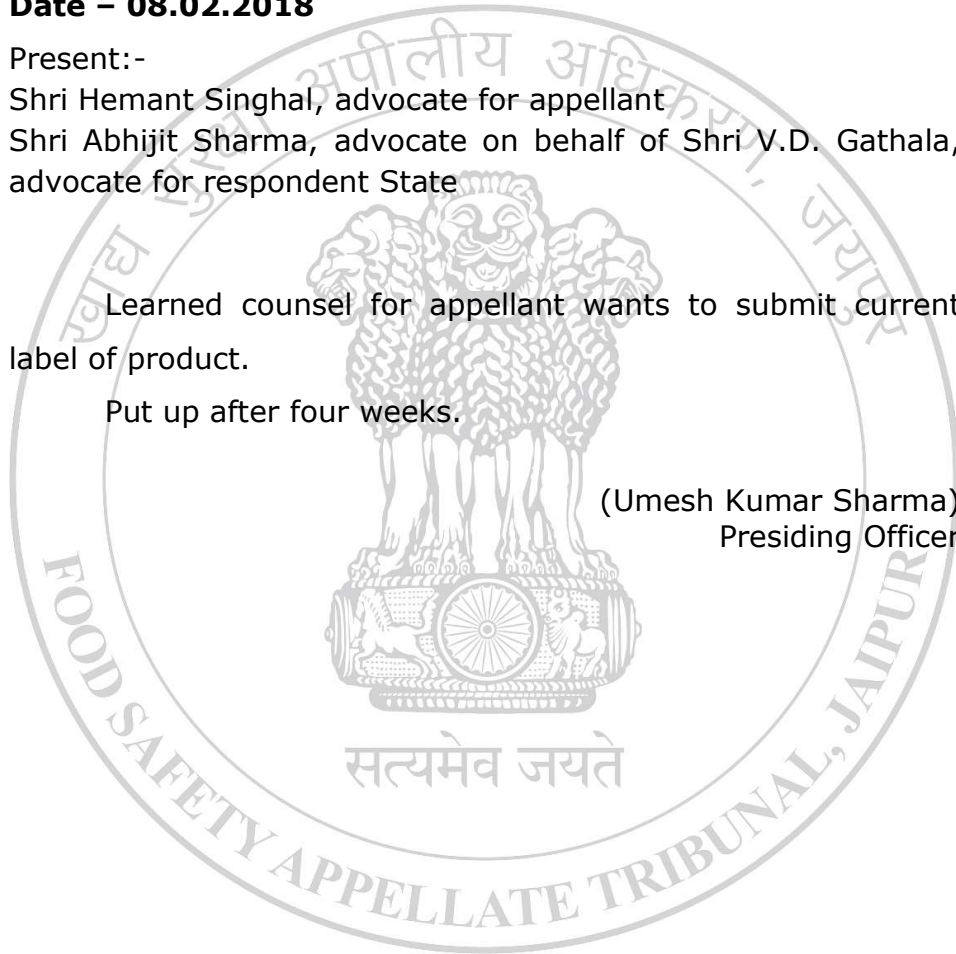 Date – 08.02.2018
Present:-
Shri Hemant Singhal, advocate for appellant
Shri Abhijit Sharma, advocate on behalf of Shri V.D. Gathala,
advocate for respondent State
Learned counsel for appellant wants to submit current
label of product.
Put up after four weeks.
(Umesh Kumar Sharma)
Presiding Officer
खाद्य सुरक्षा अपीलीय अधिकरण, जयपुर
सत्यमेव जयते
FOOD SAFETY APPELLATE TRIBUNAL, JAIPUR